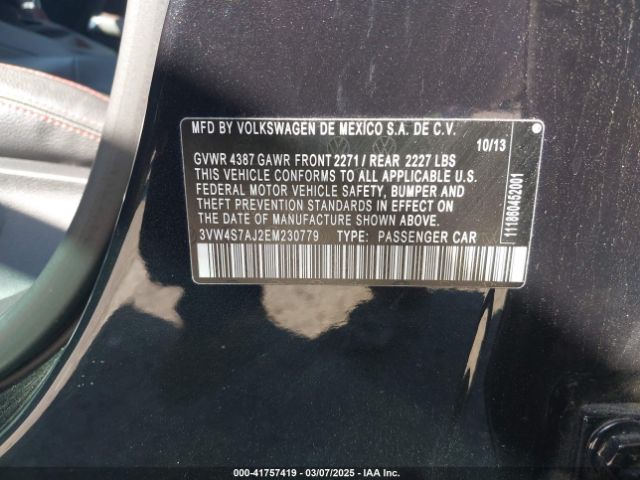 MFD BY VOLKSWAGEN DE MEXICO S.A. DE C.V.
10/13
GVWR 4387 GAWR FRONT 2271 / REAR 2227 LBS
THIS VEHICLE CONFORMS TO ALL APPLICABLE U.S.
FEDERAL MOTOR VEHICLE SAFETY, BUMPER AND
THEFT PREVENTION STANDARDS IN EFFECT ON THE
DATE OF MANUFACTURE SHOWN ABOVE.
3VW4S7AJ2EM230779 TYPE: PASSENGER CAR
111860452001
000-41757419 — 03/07/2025 — IAA Inc.